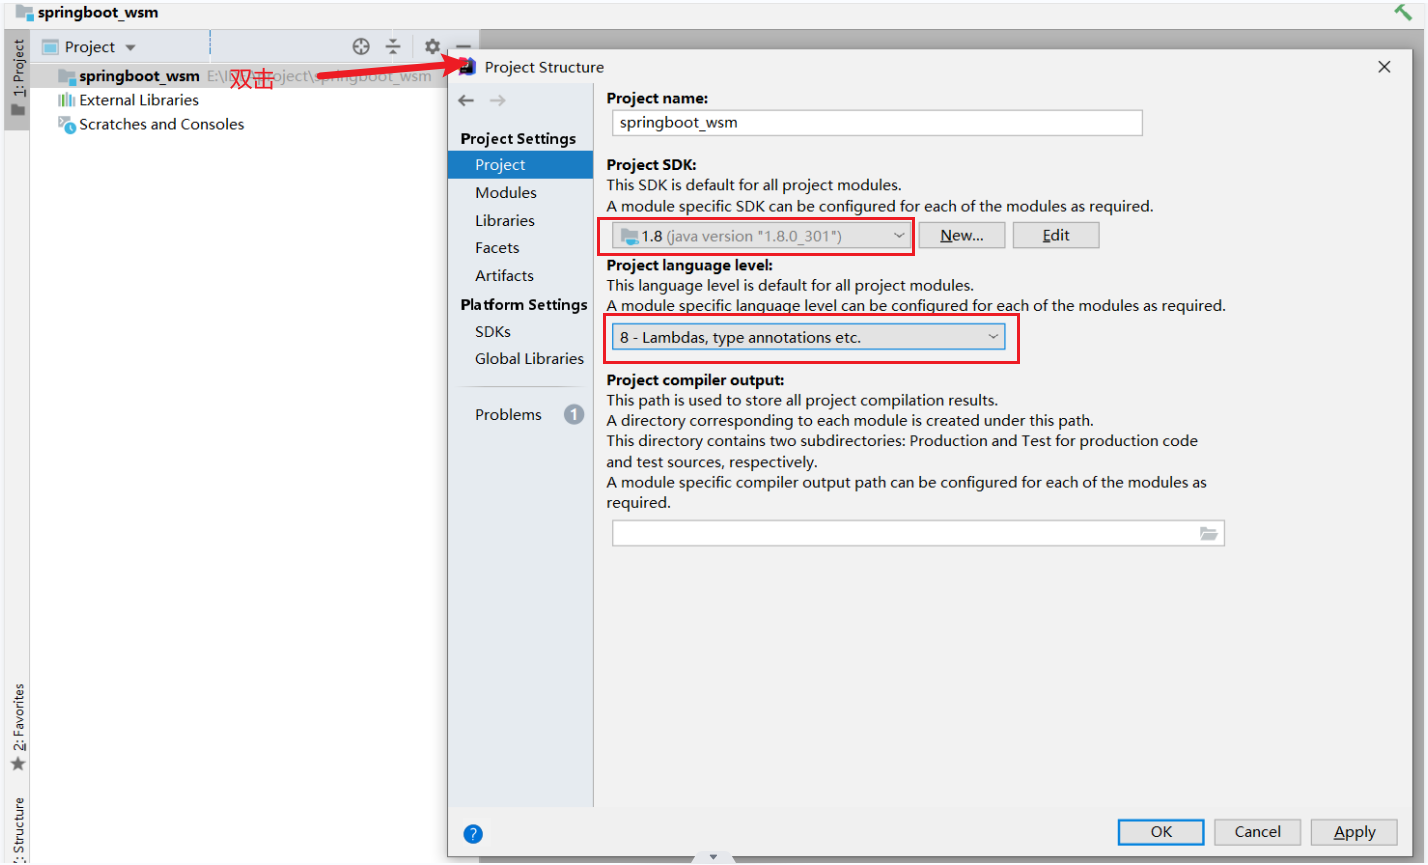 springboot_wsm
1: Project
Project
springboot_wsm
双击
External Libraries
Scratches and Consoles
2: Favorites
Structure
Project Structure
Project Settings
Project
Modules
Libraries
Facets
Artifacts
Platform Settings
SDKs
Global Libraries
Problems 1
Project name:
springboot_wsm
Project SDK:
This SDK is default for all project modules.
A module specific SDK can be configured for each of the modules as required.
1.8 (java version "1.8.0_301") New... Edit
Project language level:
This language level is default for all project modules.
A module specific language level can be configured for each of the modules as required.
8 - Lambdas, type annotations etc.
Project compiler output:
This path is used to store all project compilation results.
A directory corresponding to each module is created under this path.
This directory contains two subdirectories: Production and Test for production code
and test sources, respectively.
A module specific compiler output path can be configured for each of the modules as
required.
? OK Cancel Apply